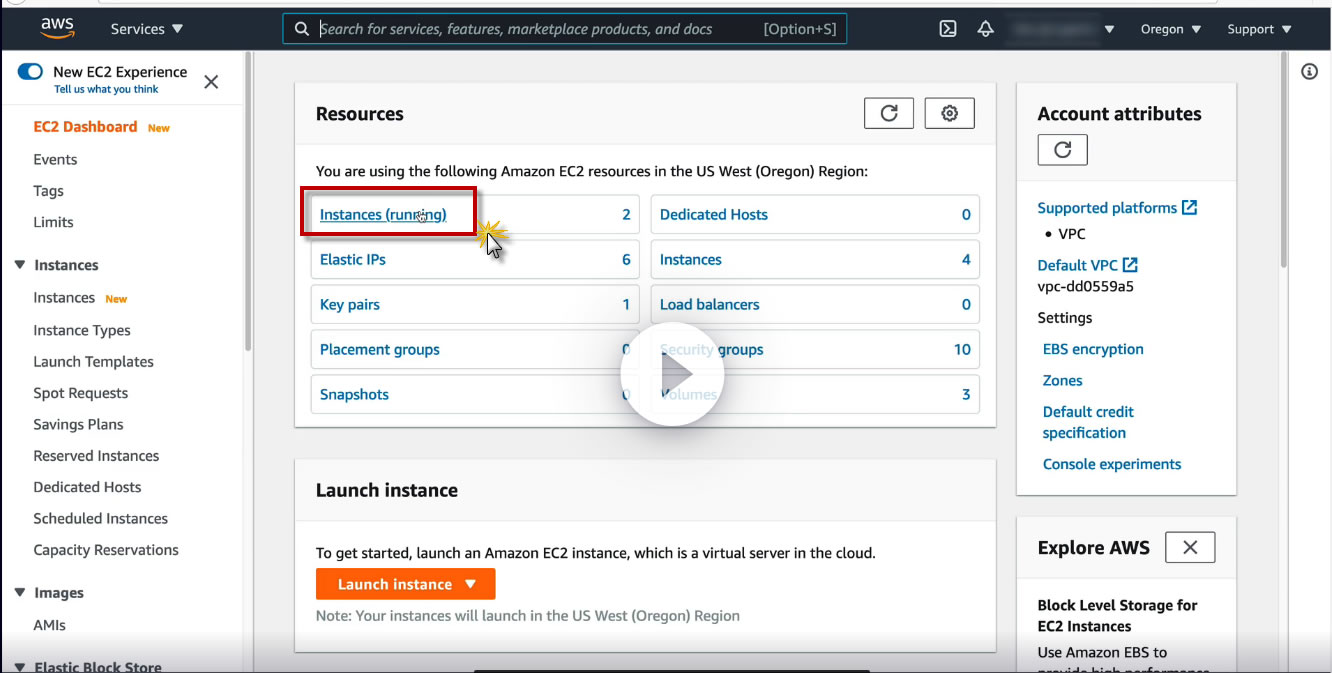 aws
Services ▼
Search for services, features, marketplace products, and docs
[Option+S]
Oregon ▼
Support ▼
New EC2 Experience
Tell us what you think
EC2 Dashboard New
Events
Tags
Limits
Instances
Instances New
Instance Types
Launch Templates
Spot Requests
Savings Plans
Reserved Instances
Dedicated Hosts
Scheduled Instances
Capacity Reservations
Images
AMIs
Elastic Block Store
Resources
You are using the following Amazon EC2 resources in the US West (Oregon) Region:
Instances (running) 2
Dedicated Hosts 0
Elastic IPs 6
Instances 4
Key pairs 1
Load balancers 0
Placement groups 0
Security groups 10
Snapshots 0
Volumes 3
Launch instance
To get started, launch an Amazon EC2 instance, which is a virtual server in the cloud.
Launch instance ▼
Note: Your instances will launch in the US West (Oregon) Region
Account attributes
Supported platforms
• VPC
Default VPC
vpc-dd0559a5
Settings
EBS encryption
Zones
Default credit
specification
Console experiments
Explore AWS
Block Level Storage for
EC2 Instances
Use Amazon EBS to
provide high performance